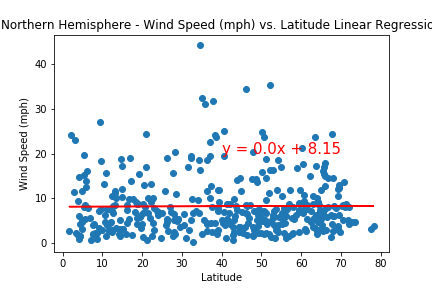 Northern Hemisphere - Wind Speed (mph) vs. Latitude Linear Regressio
40
30
20
10
0
Wind Speed (mph)
y = 0.0x + 8.15
0 10 20 30 40 50 60 70 80
Latitude